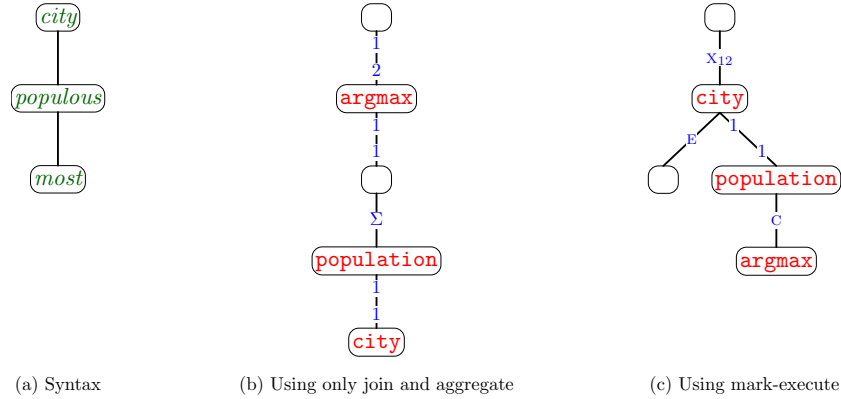 city
populous
most
(a) Syntax
1
2
argmax
1
1
Σ
population
1
1
city
(b) Using only join and aggregate
X₁₂
city
E
1
1
population
C
argmax
(c) Using mark-execute